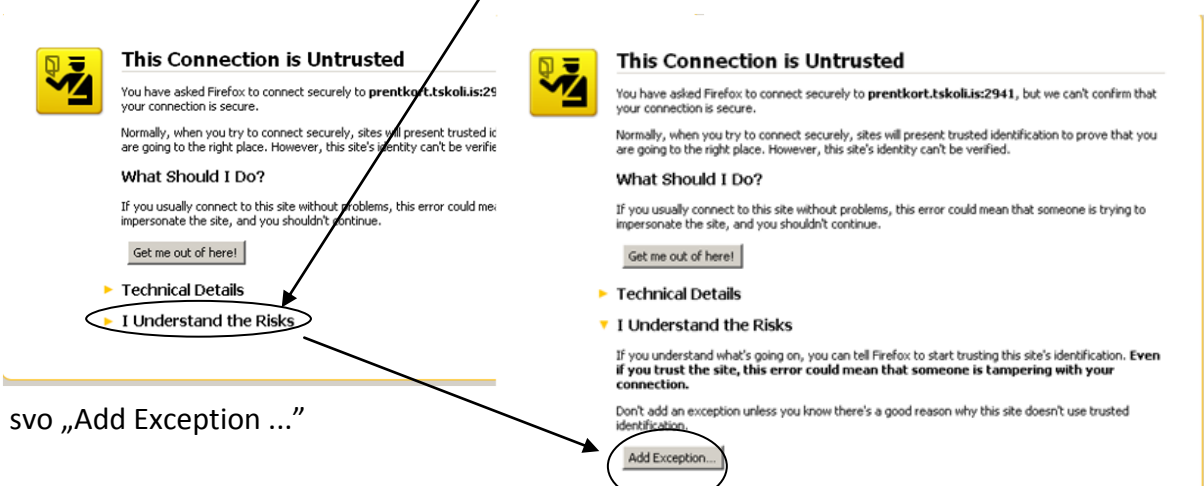 This Connection is Untrusted
You have asked Firefox to connect securely to prentkort.tskoli.is:29
your connection is secure.
Normally, when you try to connect securely, sites will present trusted
are going to the right place. However, this site's identity can't be
What Should I Do?
If you usually connect to this site without problems, this error could
impersonate the site, and you shouldn't continue.
Get me out of here!
Technical Details
I Understand the Risks
svo „Add Exception ...”
This Connection is Untrusted
You have asked Firefox to connect securely to prentkort.tskoli.is:2941, but we can't confirm that
your connection is secure.
Normally, when you try to connect securely, sites will present trusted identification to prove that you
are going to the right place. However, this site's identity can't be verified.
What Should I Do?
If you usually connect to this site without problems, this error could mean that someone is trying to
impersonate the site, and you shouldn't continue.
Get me out of here!
Technical Details
I Understand the Risks
If you understand what's going on, you can tell Firefox to start trusting this site's identification. Even
if you trust the site, this error could mean that someone is tampering with your
connection.
Don't add an exception unless you know there's a good reason why this site doesn't use trusted
identification.
Add Exception...